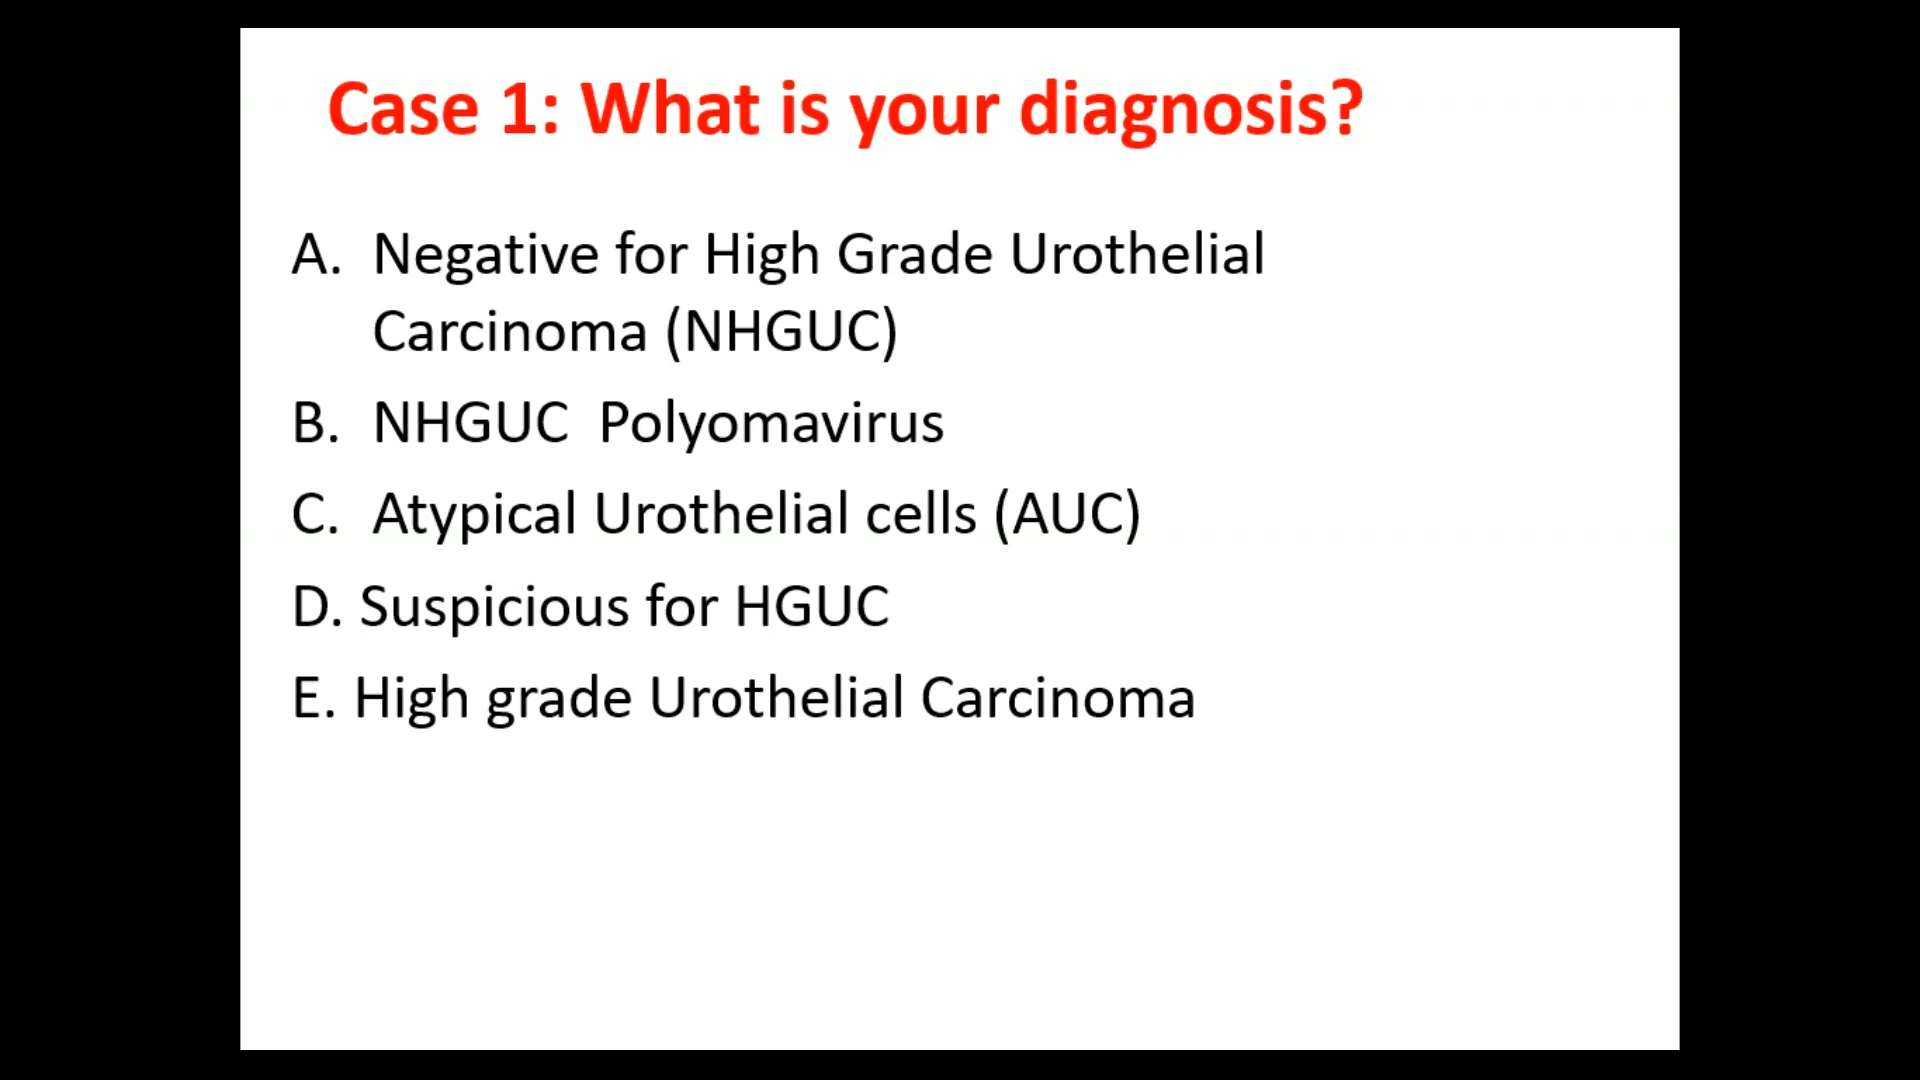 Case 1: What is your diagnosis?
A. Negative for High Grade Urothelial
Carcinoma (NHGUC)
B. NHGUC Polyomavirus
C. Atypical Urothelial cells (AUC)
D. Suspicious for HGUC
E. High grade Urothelial Carcinoma